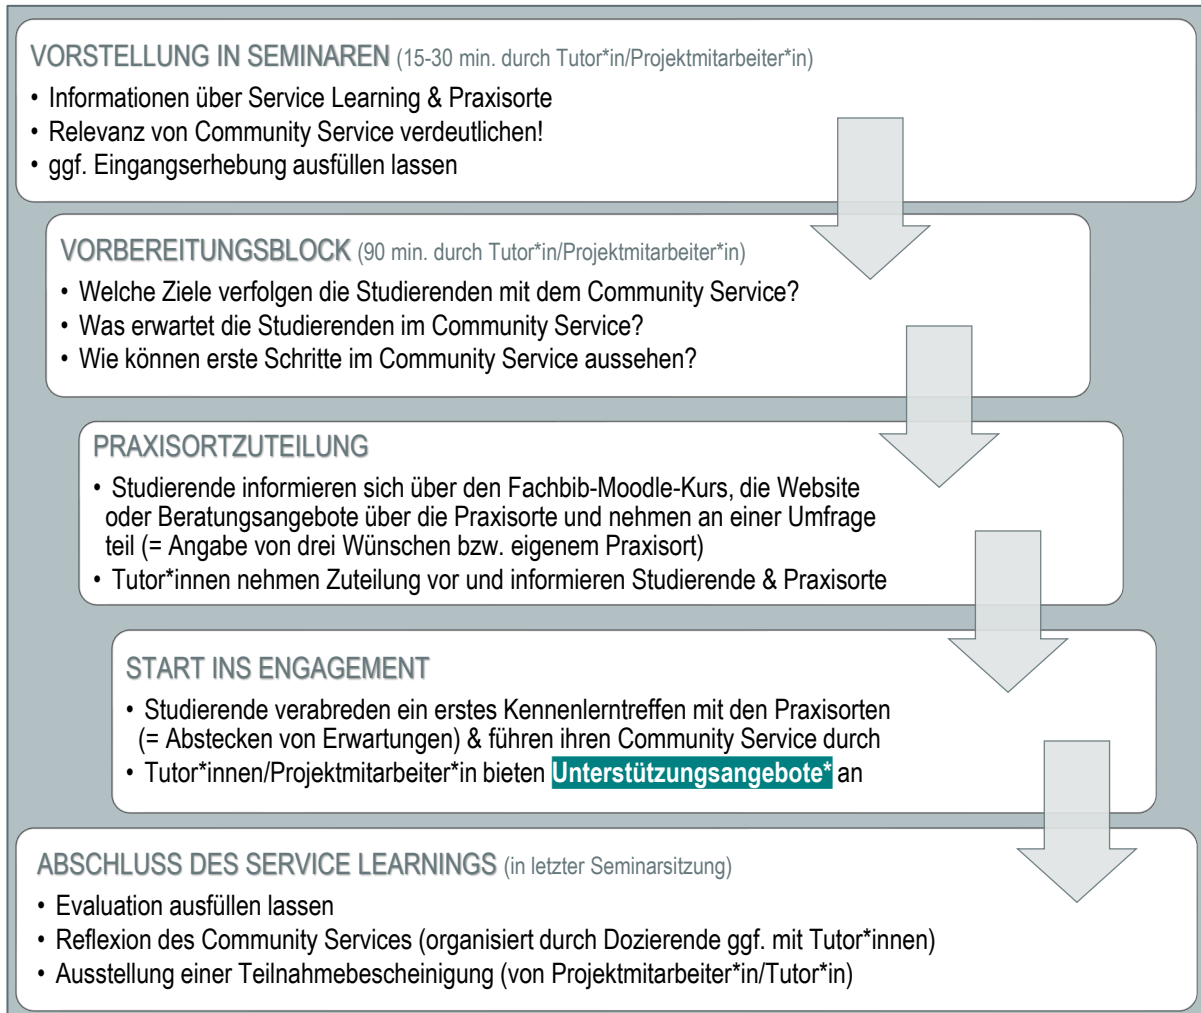 VORSTELLUNG IN SEMINAREN (15-30 min. durch Tutor*in/Projektmitarbeiter*in)
• Informationen über Service Learning & Praxisorte
• Relevanz von Community Service verdeutlichen!
• ggf. Eingangserhebung ausfüllen lassen
VORBEREITUNGSBLOCK (90 min. durch Tutor*in/Projektmitarbeiter*in)
• Welche Ziele verfolgen die Studierenden mit dem Community Service?
• Was erwartet die Studierenden im Community Service?
• Wie können erste Schritte im Community Service aussehen?
PRAXISORTZUTEILUNG
• Studierende informieren sich über den Fachbib-Moodle-Kurs, die Website
oder Beratungsangebote über die Praxisorte und nehmen an einer Umfrage
teil (= Angabe von drei Wünschen bzw. eigenem Praxisort)
• Tutor*innen nehmen Zuteilung vor und informieren Studierende & Praxisorte
START INS ENGAGEMENT
• Studierende verabreden ein erstes Kennenlerntreffen mit den Praxisorten
(= Abstecken von Erwartungen) & führen ihren Community Service durch
• Tutor*innen/Projektmitarbeiter*in bieten Unterstützungsangebote* an
ABSCHLUSS DES SERVICE LEARNINGS (in letzter Seminarsitzung)
• Evaluation ausfüllen lassen
• Reflexion des Community Services (organisiert durch Dozierende ggf. mit Tutor*innen)
• Ausstellung einer Teilnahmebescheinigung (von Projektmitarbeiter*in/Tutor*in)